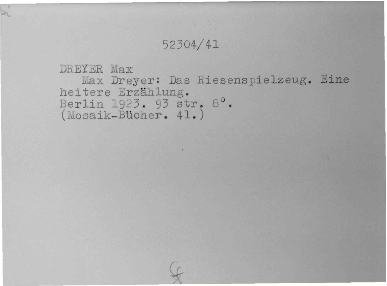 52304/41
DREYER Max
Max Dreyer: Das Riesenspielzeug. Eine
heitere Erzählung.
Berlin 1923. 93 str. 8°.
(Mosaik-Bücher. 41.)